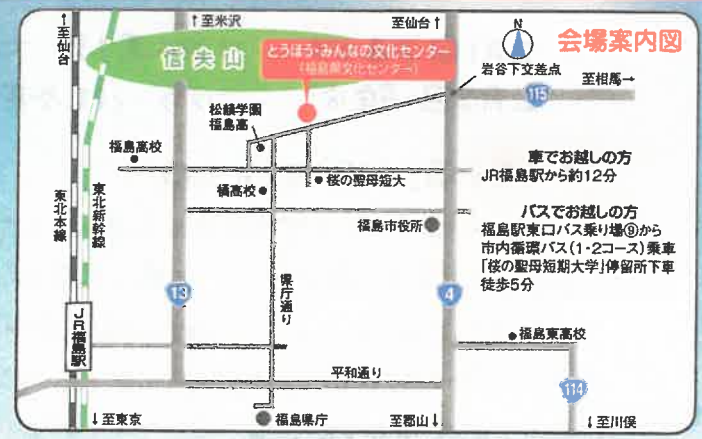 会場案内図
↑至仙台
↑至米沢
至仙台↑
N
信夫山
とうほう・みんなの文化センター
(福島県文化センター)
岩谷下交差点
至相馬→
115
松韻学園
福島高
福島高校
桜の聖母短大
橘高校
福島市役所
車でお越しの方
JR福島駅から約12分
バスでお越しの方
福島駅東口バス乗り場⑨から
市内循環バス(1・2コース)乗車
「桜の聖母短期大学」停留所下車
徒歩5分
東北本線
東北新幹線
13
県庁通り
4
JR福島駅
福島東高校
平和通り
114
↓至東京
福島県庁
至郡山↓
↓至川俣